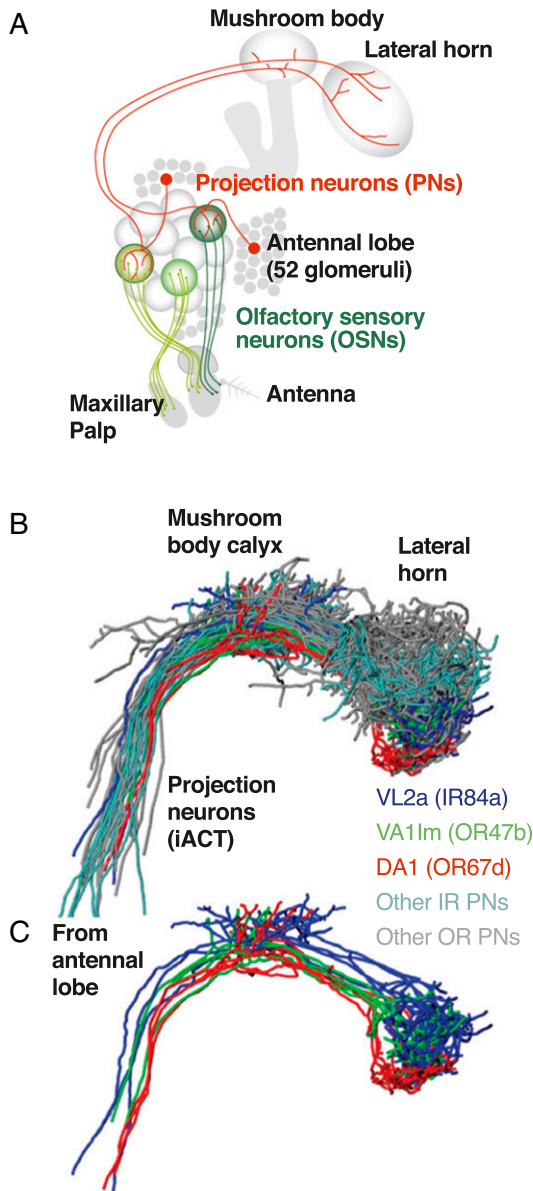 A
Mushroom body
Lateral horn
Projection neurons (PNs)
Antennal lobe
(52 glomeruli)
Olfactory sensory
neurons (OSNs)
Antenna
Maxillary
Palp
B
Mushroom
body calyx
Lateral
horn
Projection
neurons
(iACT)
VL2a (IR84a)
VA1lm (OR47b)
DA1 (OR67d)
Other IR PNs
Other OR PNs
C
From
antennal
lobe